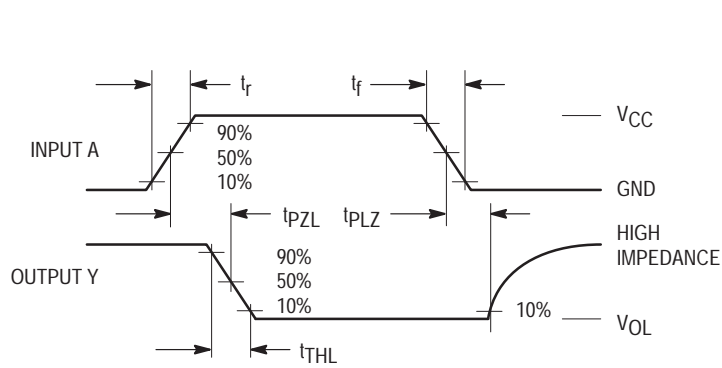 tr
tf
VCC
INPUT A
90%
50%
10%
GND
tPZL
tPLZ
HIGH
IMPEDANCE
OUTPUT Y
90%
50%
10%
10%
VOL
tTHL